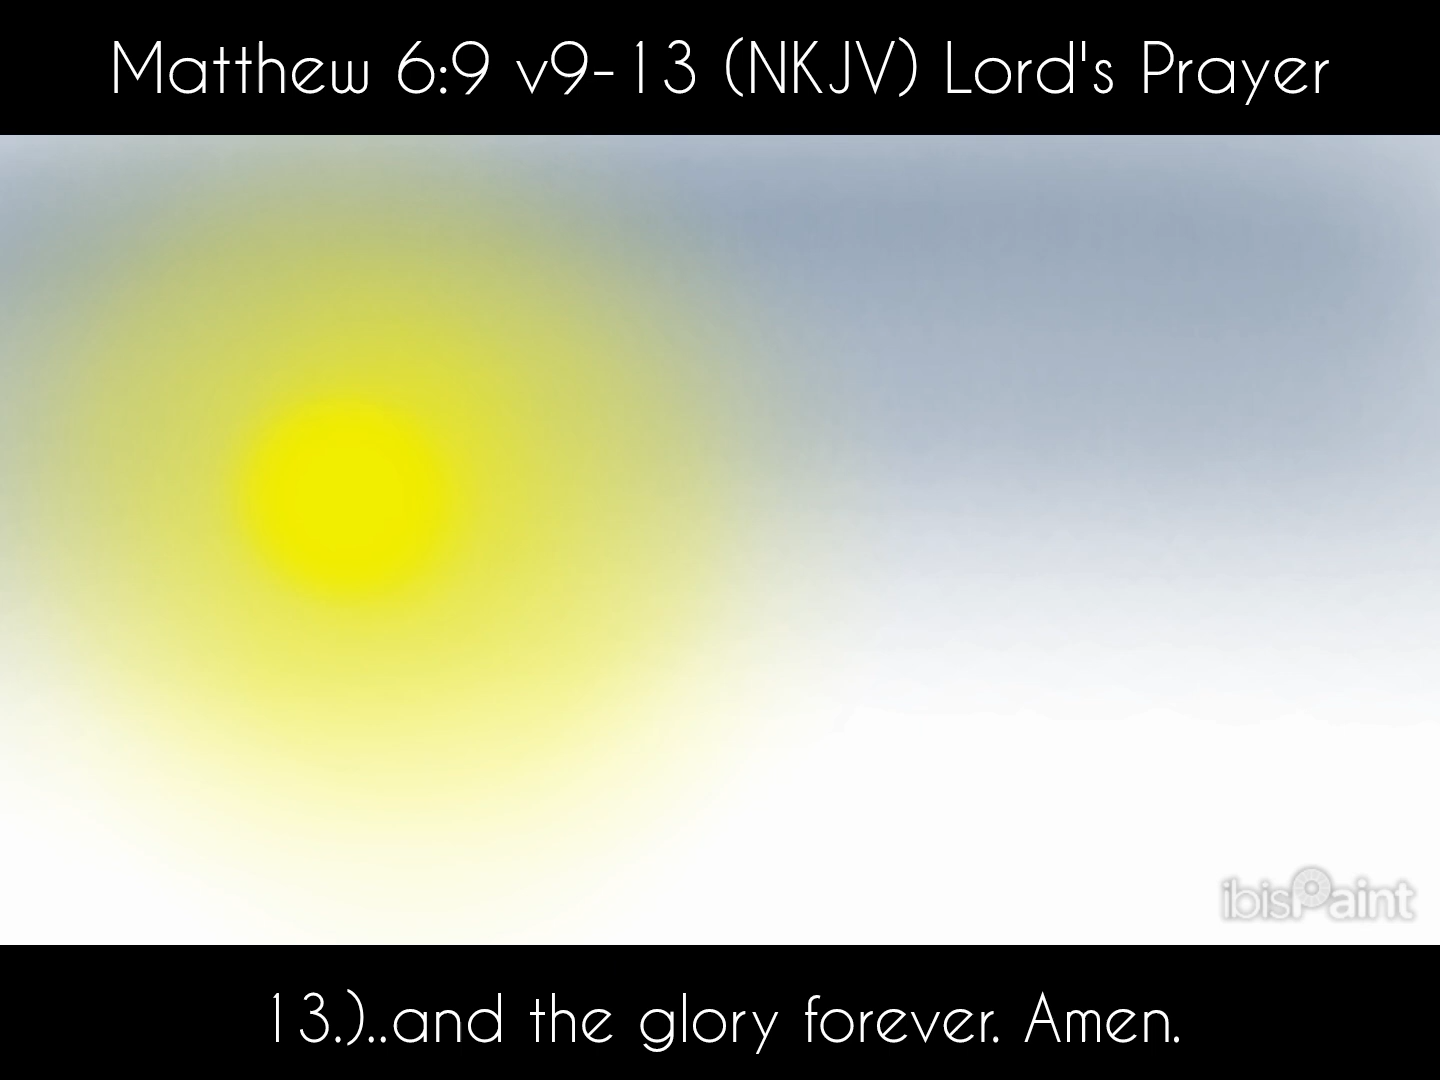 Matthew 6:9 v9-13 (NKJV) Lord's Prayer
ibisPaint
13.)..and the glory forever. Amen.